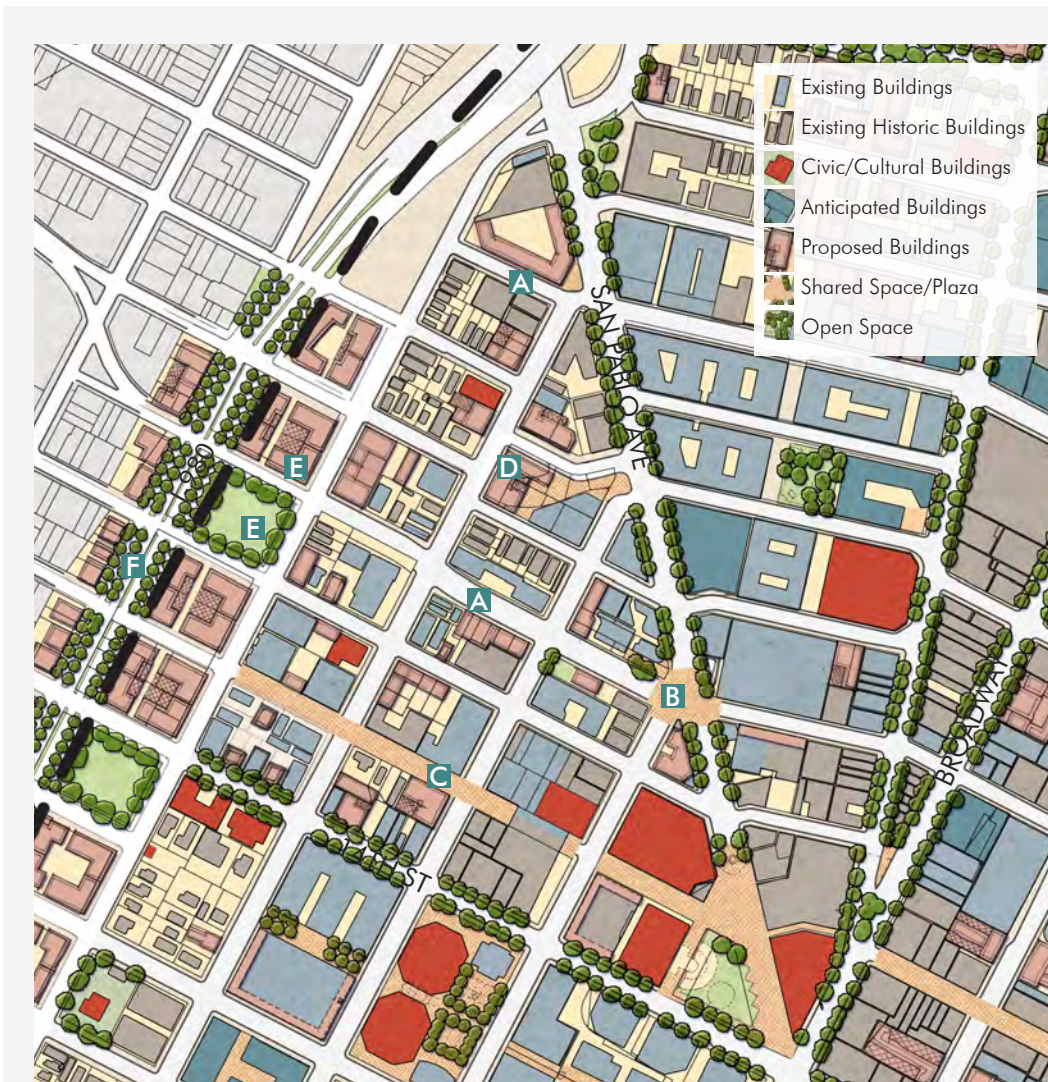 Existing Buildings
Existing Historic Buildings
Civic/Cultural Buildings
Anticipated Buildings
Proposed Buildings
Shared Space/Plaza
Open Space
A
SAN PABLO AVE
D
E
E
F
A
B
BROADWAY
C
ST